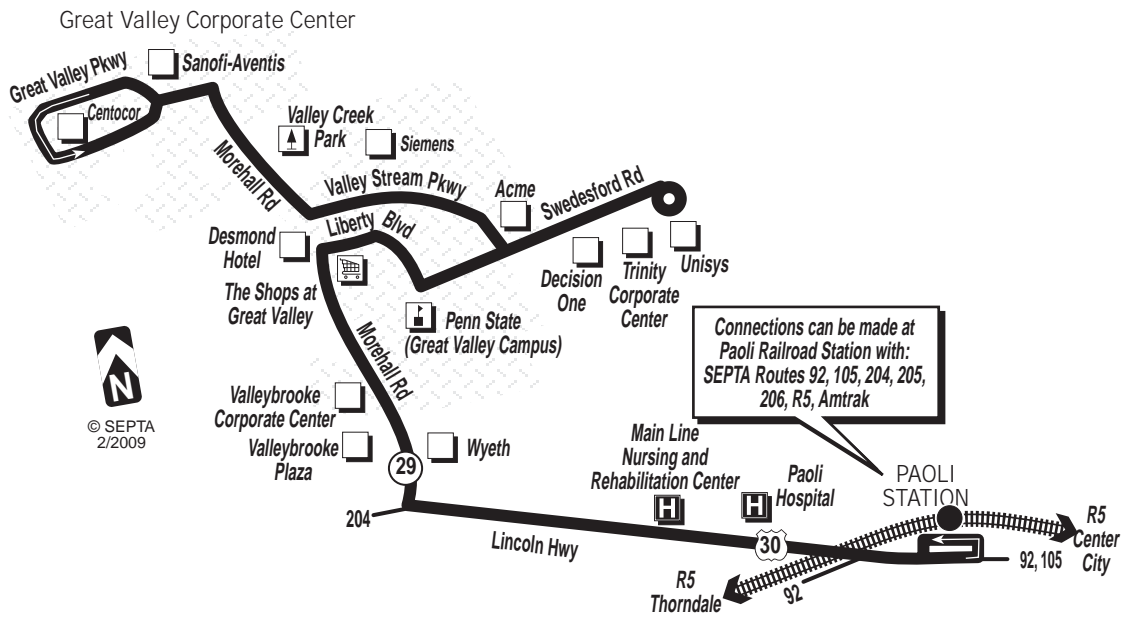 Great Valley Corporate Center
Great Valley Pkwy
Sanofi-Aventis
Centocor
Valley Creek
Park
Siemens
Morehall Rd
Valley Stream Pkwy
Acme
Swedesford Rd
Liberty Blvd
Desmond
Hotel
The Shops at
Great Valley
Decision
One
Trinity
Corporate
Center
Unisys
Penn State
(Great Valley Campus)
Morehall Rd
N
© SEPTA
2/2009
Connections can be made at
Paoli Railroad Station with:
SEPTA Routes 92, 105, 204, 205,
206, R5, Amtrak
Valleybrooke
Corporate Center
Valleybrooke
Plaza
Wyeth
29
204
Main Line
Nursing and
Rehabilitation Center
H
Paoli
Hospital
H
PAOLI
STATION
Lincoln Hwy
30
R5
Center
City
92, 105
R5
Thorndale
92